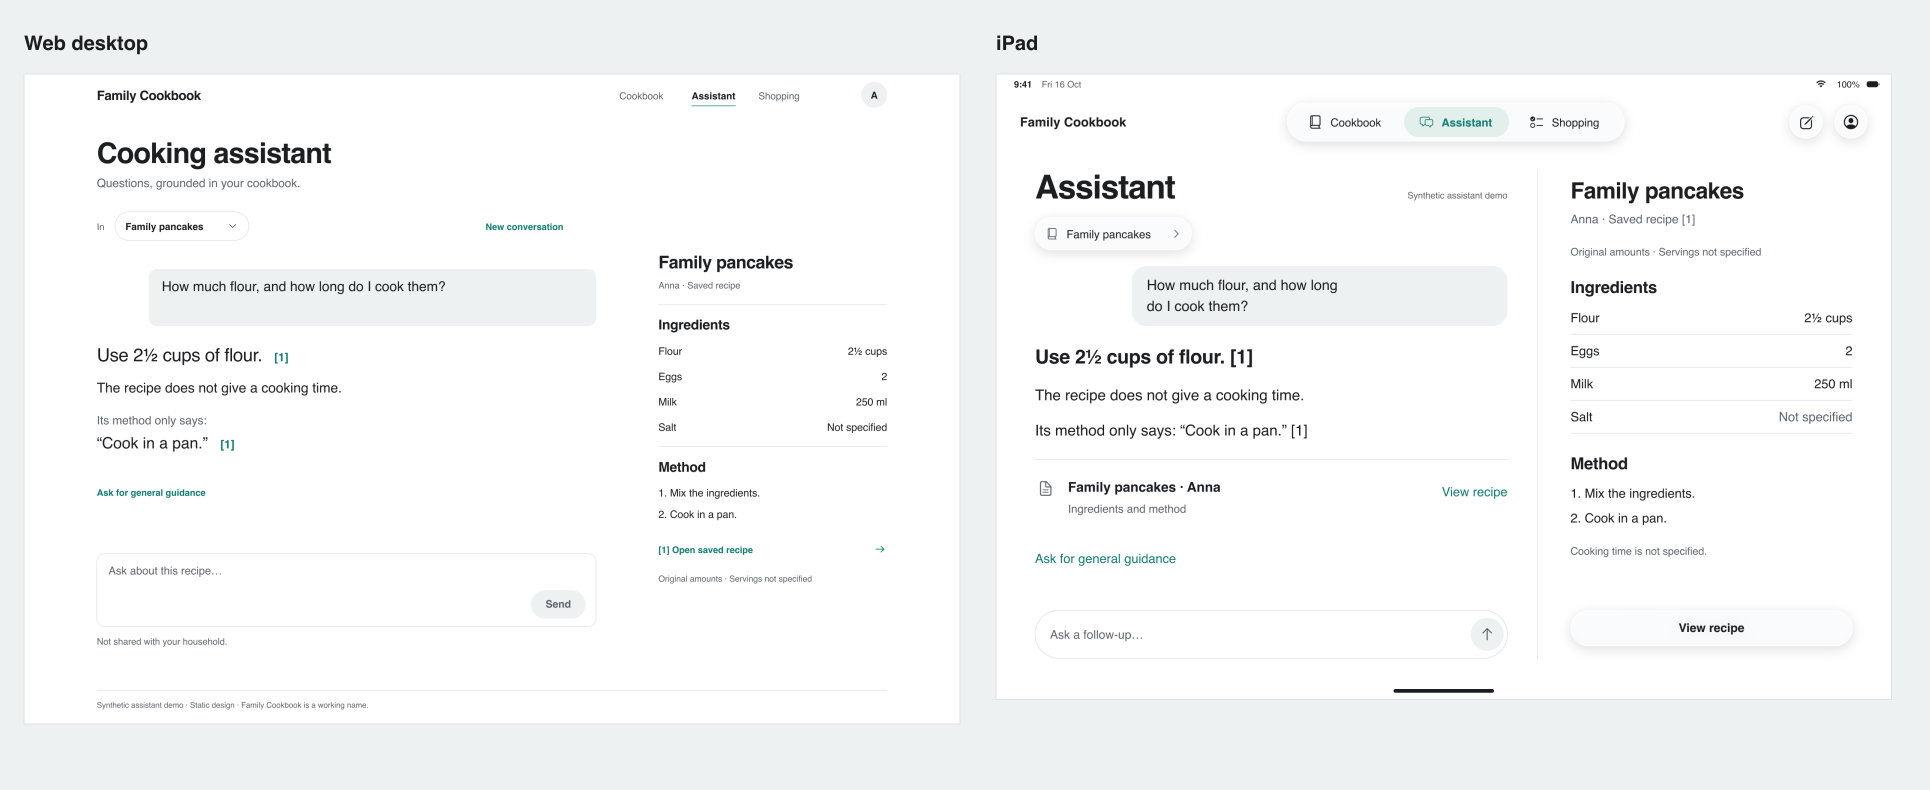 Web desktop
Family Cookbook
Cookbook
Assistant
Shopping
A
Cooking assistant
Questions, grounded in your cookbook.
In
Family pancakes
New conversation
How much flour, and how long do I cook them?
Use 2½ cups of flour. [1]
The recipe does not give a cooking time.
Its method only says:
“Cook in a pan.” [1]
Ask for general guidance
Ask about this recipe…
Send
Not shared with your household.
Family pancakes
Anna · Saved recipe
Ingredients
Flour 2½ cups
Eggs 2
Milk 250 ml
Salt Not specified
Method
1. Mix the ingredients.
2. Cook in a pan.
[1] Open saved recipe
Original amounts · Servings not specified
Synthetic assistant demo · Static design · Family Cookbook is a working name.
iPad
9:41 Fri 16 Oct
100%
Family Cookbook
Cookbook
Assistant
Shopping
Assistant
Synthetic assistant demo
Family pancakes
How much flour, and how long
do I cook them?
Use 2½ cups of flour. [1]
The recipe does not give a cooking time.
Its method only says: “Cook in a pan.” [1]
Family pancakes · Anna
Ingredients and method
View recipe
Ask for general guidance
Ask a follow-up…
Family pancakes
Anna · Saved recipe [1]
Original amounts · Servings not specified
Ingredients
Flour 2½ cups
Eggs 2
Milk 250 ml
Salt Not specified
Method
1. Mix the ingredients.
2. Cook in a pan.
Cooking time is not specified.
View recipe